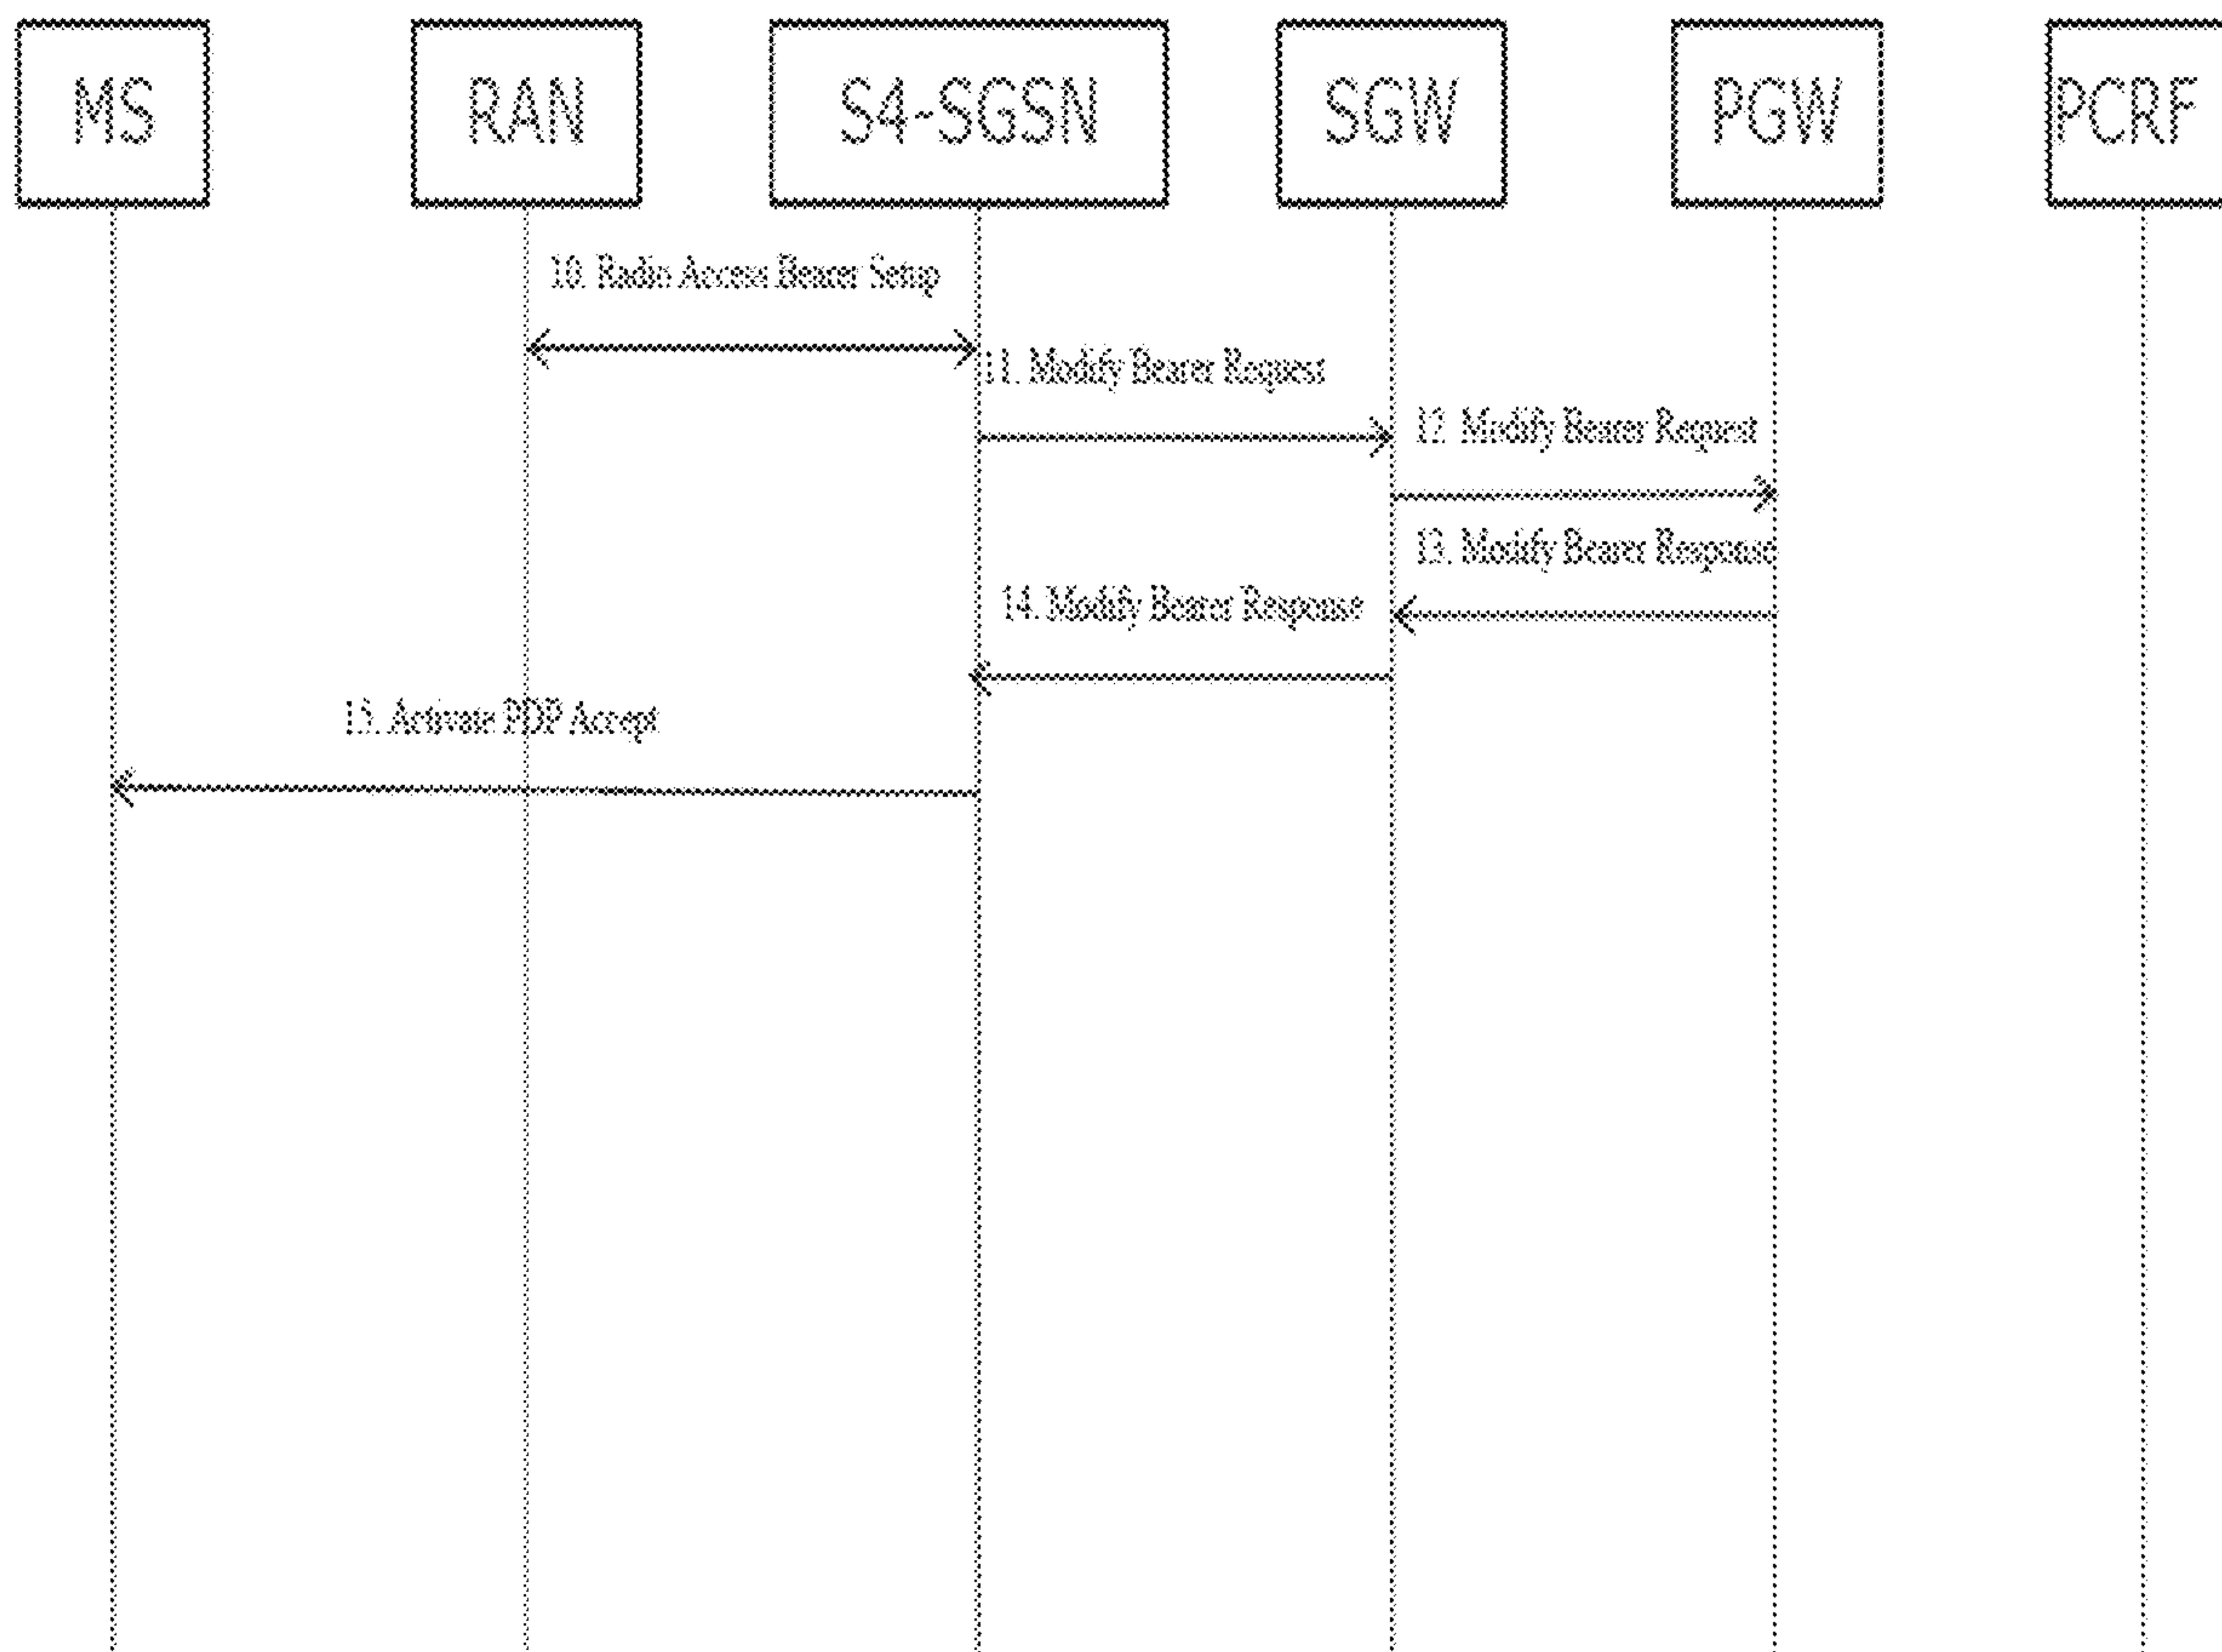 MS
RAN
S4-SGSN
SGW
PGW
PCRF
10. Radio Access Bearer Setup
11. Modify Bearer Request
12. Modify Bearer Request
13. Modify Bearer Response
14. Modify Bearer Response
15. Activate PDP Accept